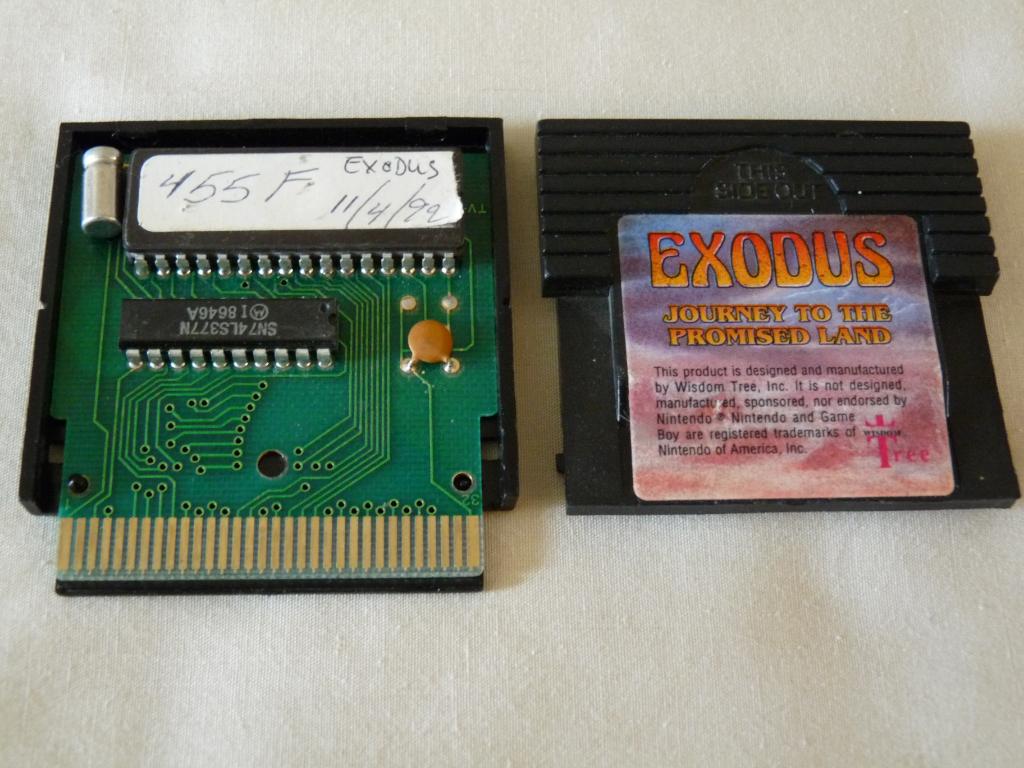 EXODUS
455 F
11/4/92
SN74LS377N
I 8646A
32
THIS
SIDE OUT
EXODUS
JOURNEY TO THE
PROMISED LAND
This product is designed and manufactured
by Wisdom Tree, Inc. It is not designed,
manufactured, sponsored, nor endorsed by
Nintendo ® Nintendo and Game
Boy are registered trademarks of
Nintendo of America, Inc.
WISDOM
Tree